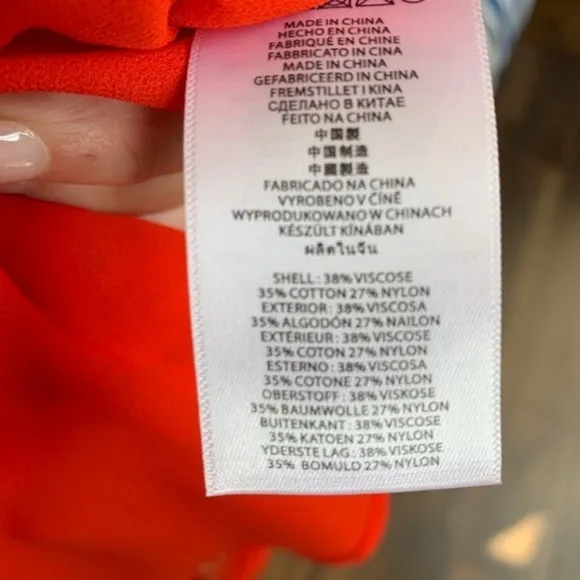 MADE IN CHINA
HECHO EN CHINA
FABRIQUÉ EN CHINE
FABBRICATO IN CINA
MADE IN CHINA
GEFABRICEERD IN CHINA
FREMSTILLET I KINA
СДЕЛАНО В КИТАЕ
FEITO NA CHINA
中国製
中国制造
中國製造
FABRICADO NA CHINA
VYROBENO V ČÍNĚ
WYPRODUKOWANO W CHINACH
KÉSZÜLT KÍNÁBAN
ผลิตในจีน
SHELL : 38% VISCOSE
35% COTTON 27% NYLON
EXTERIOR : 38% VISCOSA
35% ALGODÓN 27% NAILON
EXTÉRIEUR : 38% VISCOSE
35% COTON 27% NYLON
ESTERNO : 38% VISCOSA
35% COTONE 27% NYLON
OBERSTOFF : 38% VISKOSE
35% BAUMWOLLE 27% NYLON
BUITENKANT : 38% VISCOSE
35% KATOEN 27% NYLON
YDERSTE LAG : 38% VISKOSE
35% BOMULD 27% NYLON